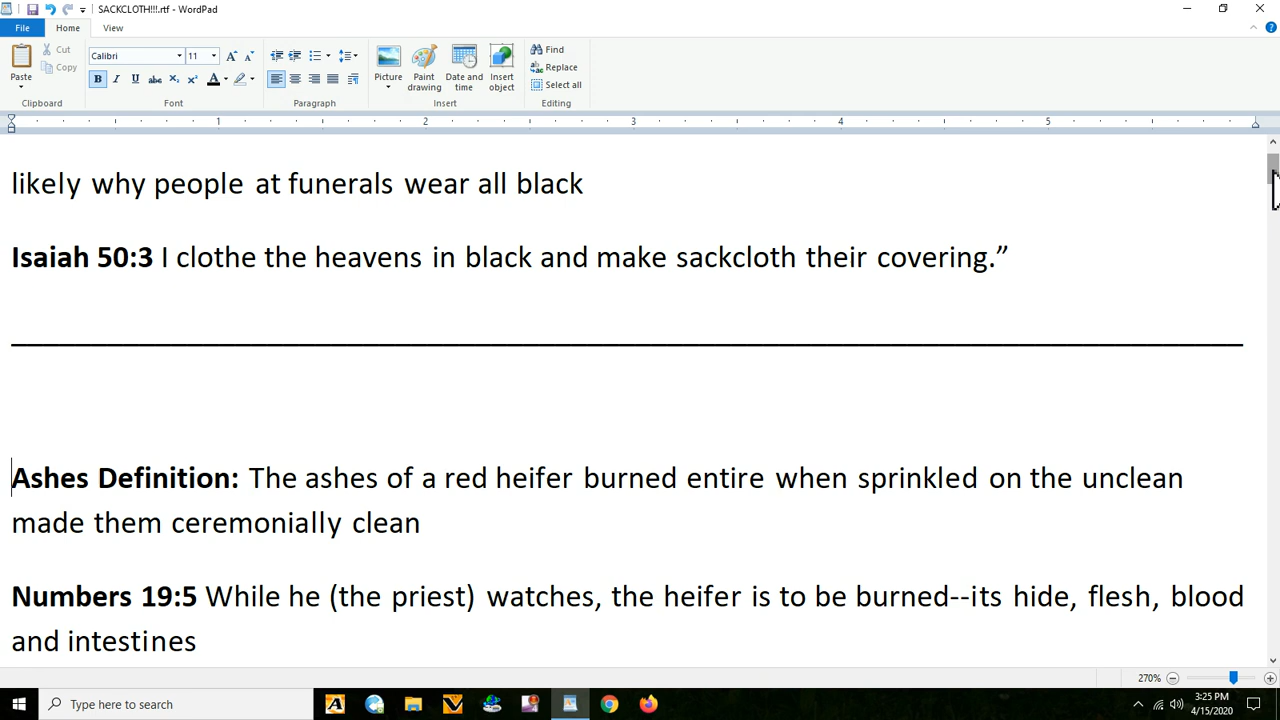 SACKCLOTH!!!.rtf - WordPad
File
Home
View
Paste
Cut
Copy
Clipboard
Calibri
11
Font
Paragraph
Picture
Paint drawing
Date and time
Insert object
Insert
Find
Replace
Select all
Editing
1
2
3
4
5
likely why people at funerals wear all black
Isaiah 50:3 I clothe the heavens in black and make sackcloth their covering.”
Ashes Definition: The ashes of a red heifer burned entire when sprinkled on the unclean
made them ceremonially clean
Numbers 19:5 While he (the priest) watches, the heifer is to be burned--its hide, flesh, blood
and intestines
270%
Type here to search
3:25 PM
4/15/2020